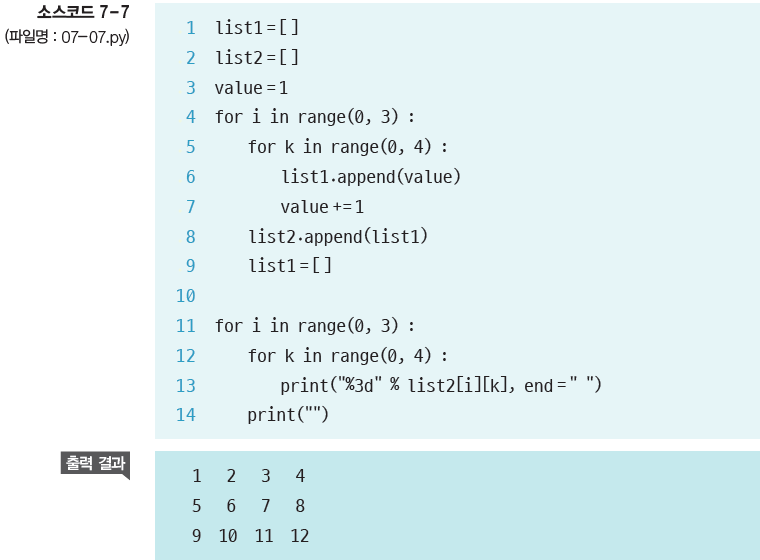 소스코드 7-7
(파일명 : 07-07.py)
1 list1=[]
2 list2=[]
3 value=1
4 for i in range(0, 3) :
5     for k in range(0, 4) :
6         list1.append(value)
7         value+=1
8     list2.append(list1)
9     list1=[]
10
11 for i in range(0, 3) :
12     for k in range(0, 4) :
13         print("%3d" % list2[i][k], end=" ")
14     print("")
출력 결과
1 2 3 4
5 6 7 8
9 10 11 12